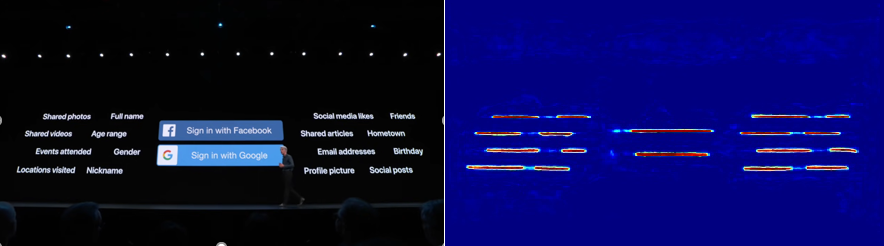 Shared photos Full name
Shared videos Age range
Events attended Gender
Locations visited Nickname
Sign in with Facebook
G Sign in with Google
Social media likes Friends
Shared articles Hometown
Email addresses Birthday
Profile picture Social posts